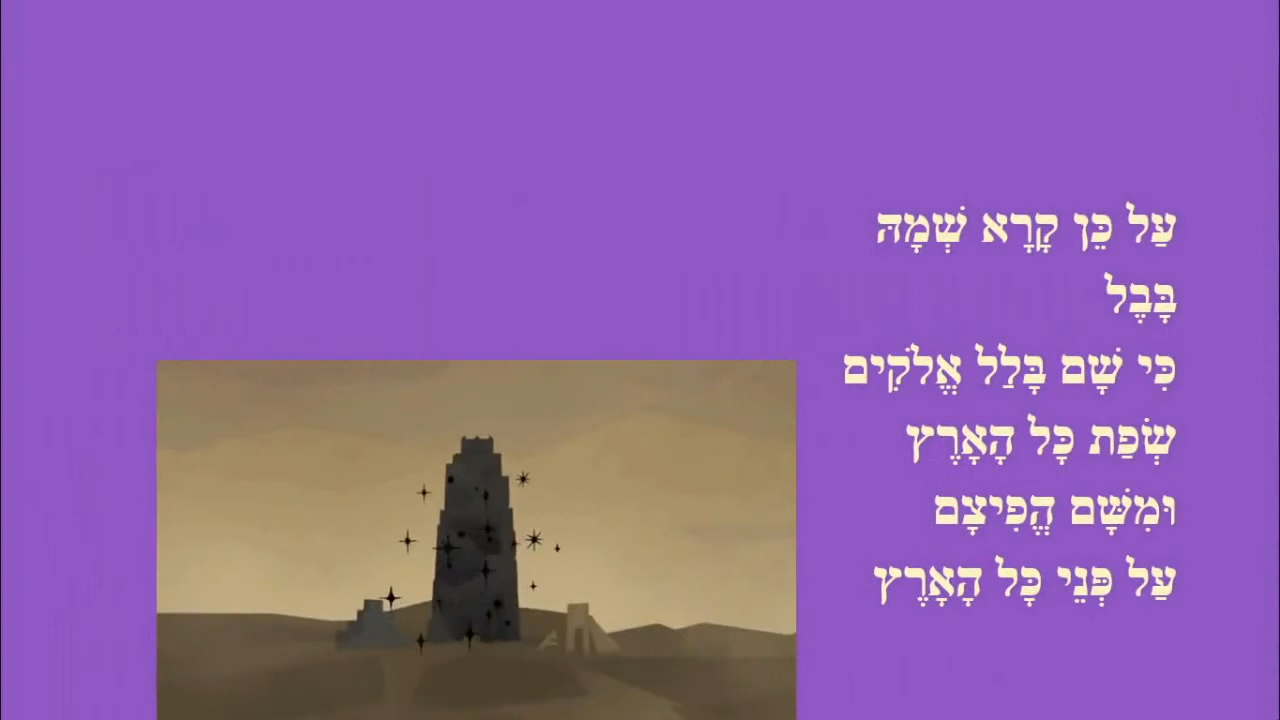 עַל כֵּן קָרָא שְׁמָהּ
בָּבֶל
כִּי שָׁם בָּלַל אֱלֹקִים
שְׂפַת כָּל הָאָרֶץ
וּמִשָּׁם הֱפִיצָם
עַל פְּנֵי כָּל הָאָרֶץ